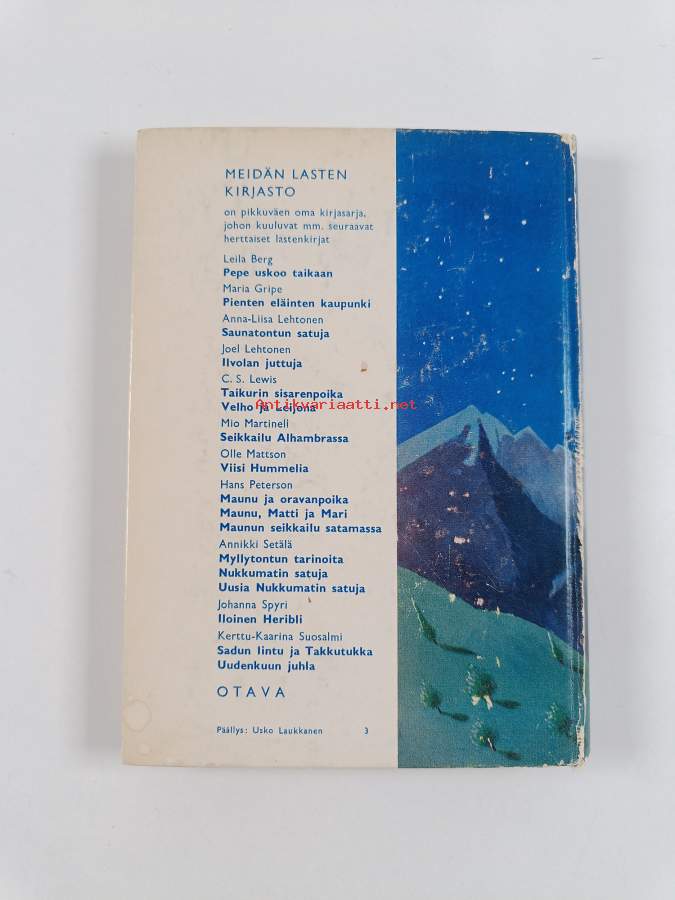 MEIDÄN LASTEN
KIRJASTO
on pikkuväen oma kirjasarja,
johon kuuluvat mm. seuraavat
herttaiset lastenkirjat
Leila Berg
Pepe uskoo taikaan
Maria Gripe
Pienten eläinten kaupunki
Anna-Liisa Lehtonen
Saunatontun satuja
Joel Lehtonen
Ilvolan juttuja
C. S. Lewis
Taikurin sisarenpoika
Antikvariaatti.net
Velho ja Leijona
Mio Martineli
Seikkailu Alhambrassa
Olle Mattson
Viisi Hummelia
Hans Peterson
Maunu ja oravanpoika
Maunu, Matti ja Mari
Maunun seikkailu satamassa
Annikki Setälä
Myllytontun tarinoita
Nukkumatin satuja
Uusia Nukkumatin satuja
Johanna Spyri
Iloinen Heribli
Kerttu-Kaarina Suosalmi
Sadun lintu ja Takkutukka
Uudenkuun juhla
OTAVA
Päällys: Usko Laukkanen 3